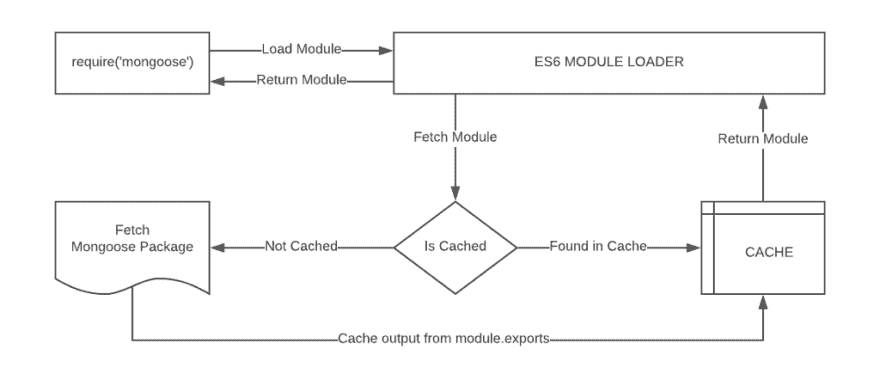 require('mongoose')
Load Module
Return Module
ES6 MODULE LOADER
Fetch Module
Return Module
Fetch
Mongoose Package
Not Cached
Is Cached
Found in Cache
CACHE
Cache output from module.exports